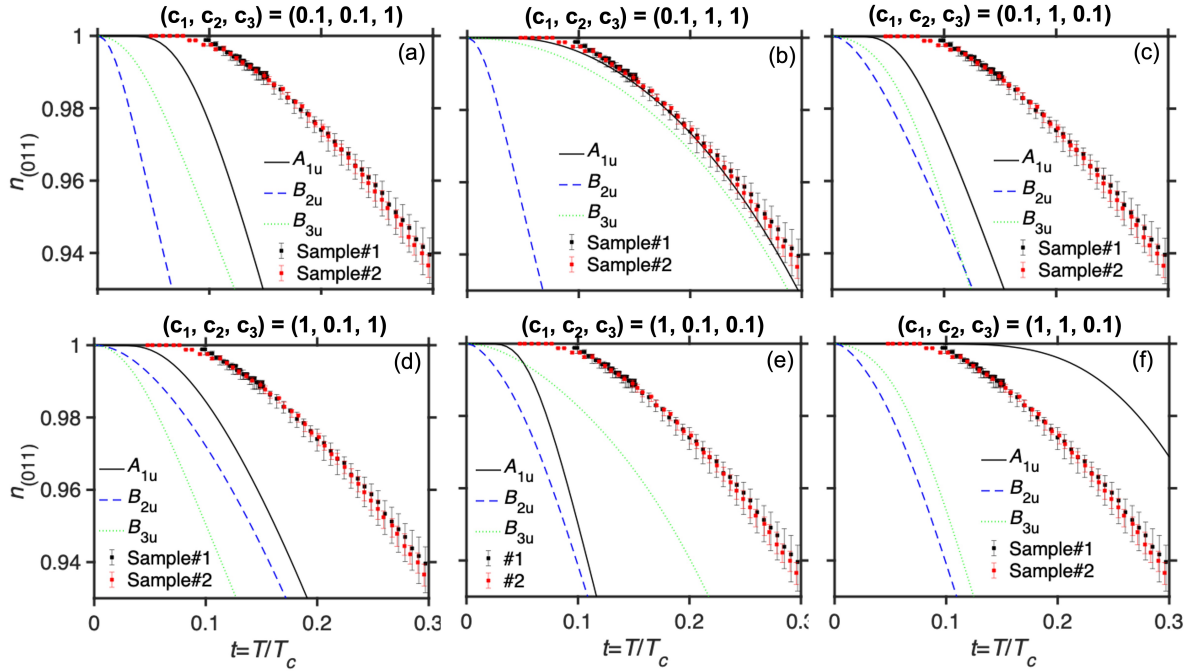 (c₁, c₂, c₃) = (0.1, 0.1, 1)
(a)
1
0.98
0.96
0.94
n(011)
A1u
B2u
B3u
Sample#1
Sample#2
(c₁, c₂, c₃) = (0.1, 1, 1)
(b)
A1u
B2u
B3u
Sample#1
Sample#2
(c₁, c₂, c₃) = (0.1, 1, 0.1)
(c)
A1u
B2u
B3u
Sample#1
Sample#2
(c₁, c₂, c₃) = (1, 0.1, 1)
(d)
1
0.98
0.96
0.94
n(011)
A1u
B2u
B3u
Sample#1
Sample#2
0 0.1 0.2 0.3
t=T/Tc
(c₁, c₂, c₃) = (1, 0.1, 0.1)
(e)
A1u
B2u
B3u
#1
#2
0 0.1 0.2
t=T/Tc
(c₁, c₂, c₃) = (1, 1, 0.1)
(f)
A1u
B2u
B3u
Sample#1
Sample#2
0 0.1 0.2 0.3
t=T/Tc